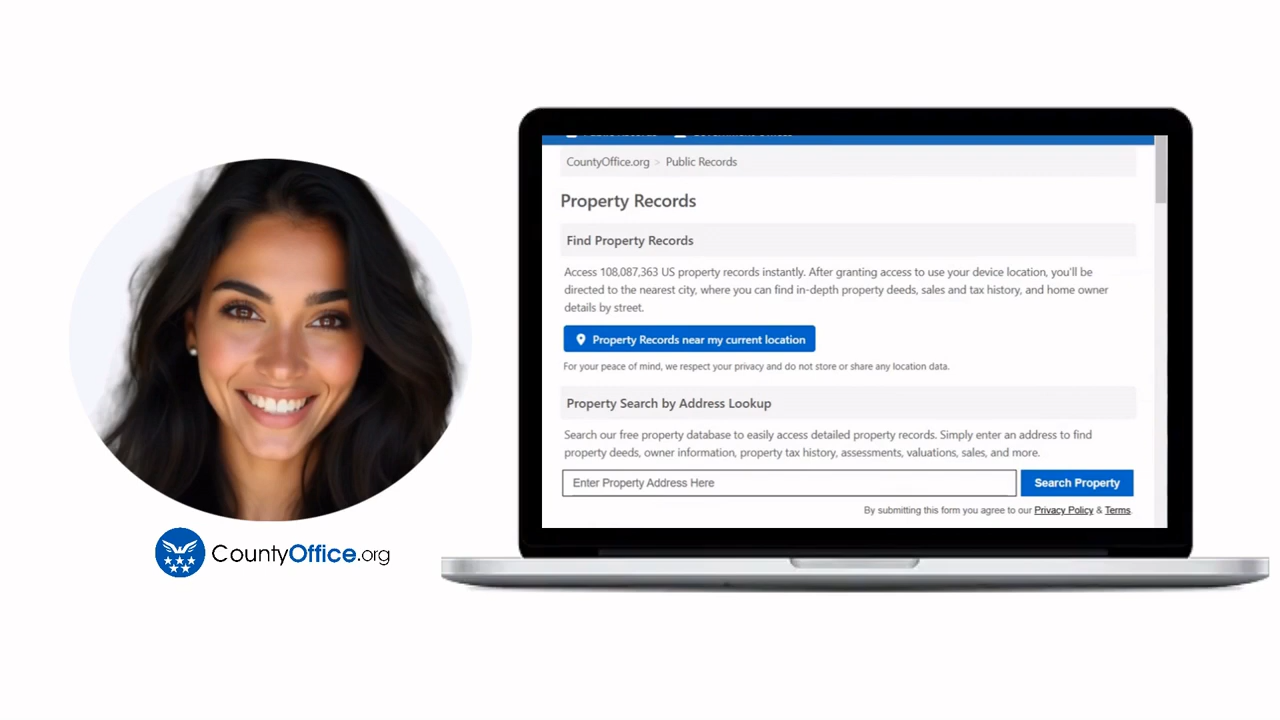 CountyOffice.org > Public Records
Property Records
Find Property Records
Access 108,087,363 US property records instantly. After granting access to use your device location, you'll be
directed to the nearest city, where you can find in-depth property deeds, sales and tax history, and home owner
details by street.
Property Records near my current location
For your peace of mind, we respect your privacy and do not store or share any location data.
Property Search by Address Lookup
Search our free property database to easily access detailed property records. Simply enter an address to find
property deeds, owner information, property tax history, assessments, valuations, sales, and more.
Enter Property Address Here
Search Property
By submitting this form you agree to our Privacy Policy & Terms.
CountyOffice.org